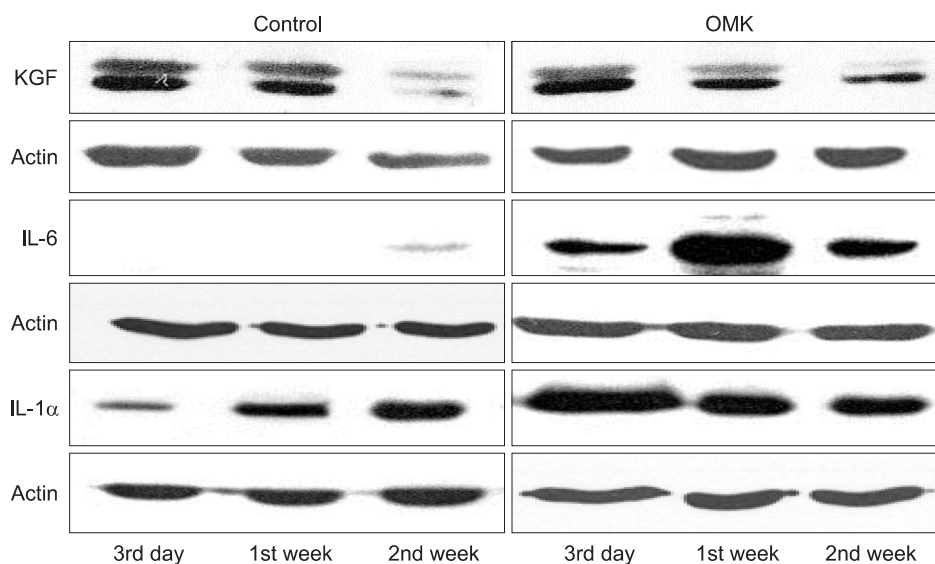 Control OMK
KGF
Actin
IL-6
Actin
IL-1α
Actin
3rd day 1st week 2nd week 3rd day 1st week 2nd week